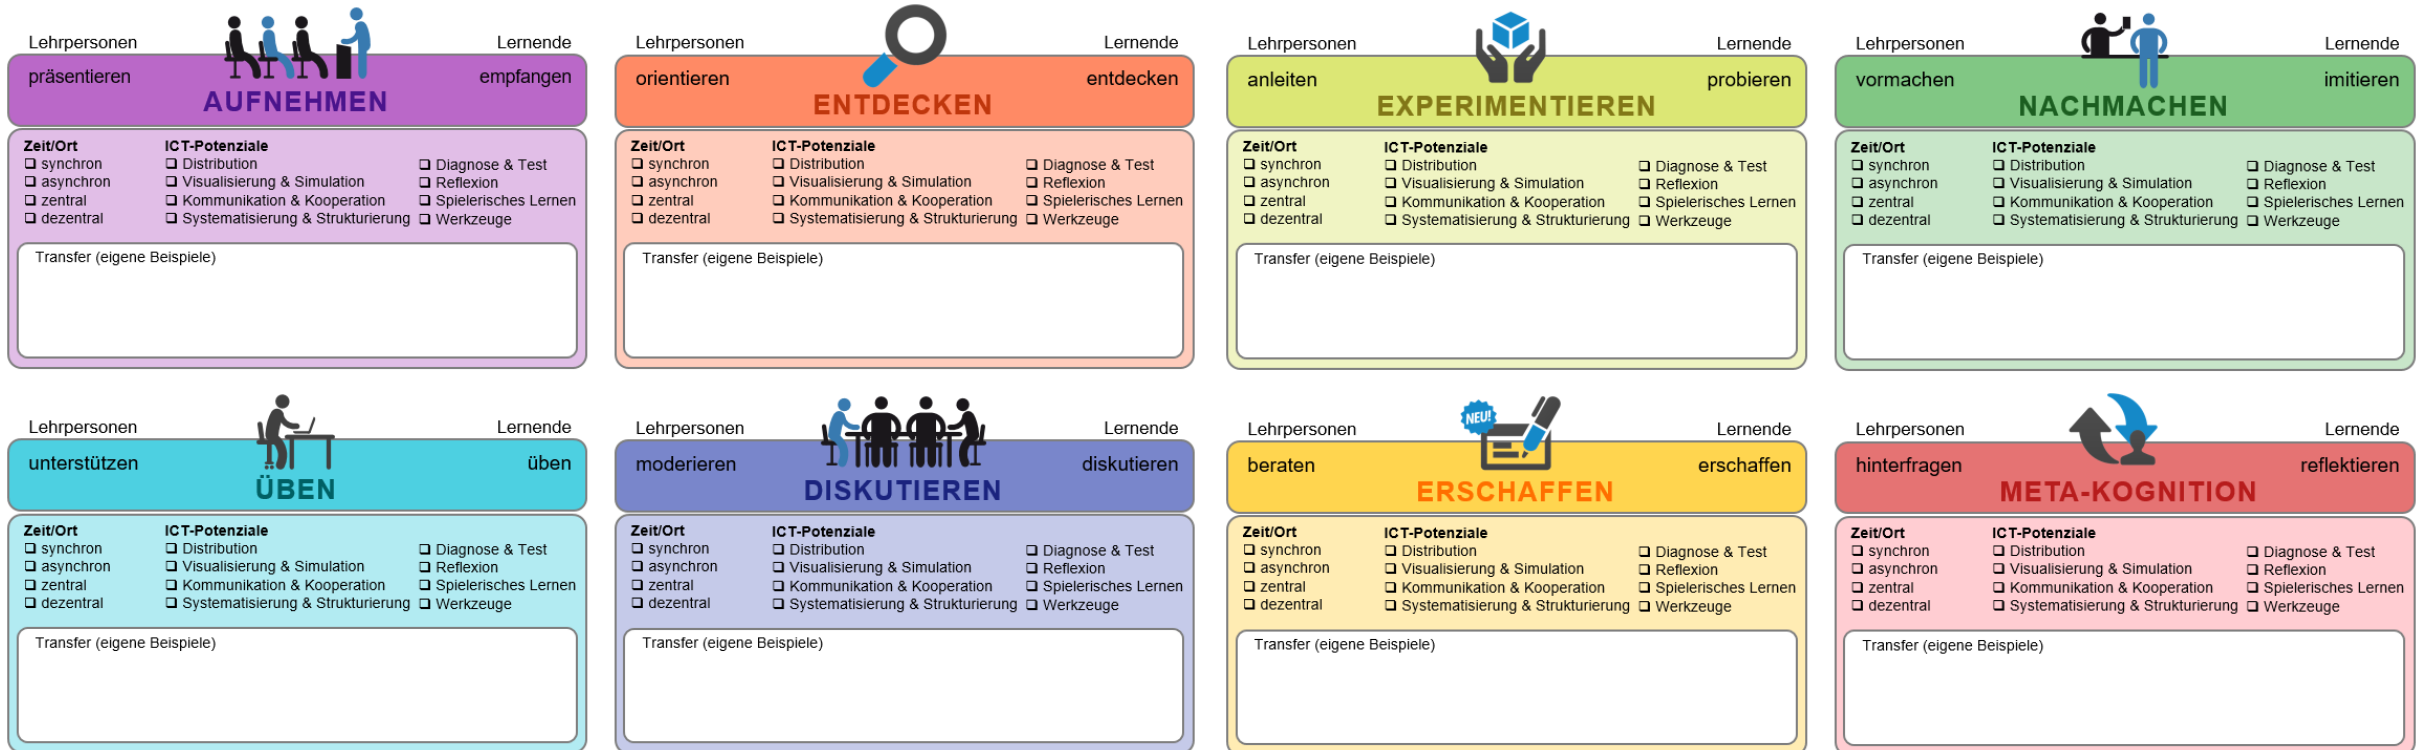 Lehrpersonen Lernende
präsentieren empfangen
AUFNEHMEN
Zeit/Ort ICT-Potenziale
❑ synchron ❑ Distribution ❑ Diagnose & Test
❑ asynchron ❑ Visualisierung & Simulation ❑ Reflexion
❑ zentral ❑ Kommunikation & Kooperation ❑ Spielerisches Lernen
❑ dezentral ❑ Systematisierung & Strukturierung ❑ Werkzeuge
Transfer (eigene Beispiele)
Lehrpersonen Lernende
orientieren entdecken
ENTDECKEN
Zeit/Ort ICT-Potenziale
❑ synchron ❑ Distribution ❑ Diagnose & Test
❑ asynchron ❑ Visualisierung & Simulation ❑ Reflexion
❑ zentral ❑ Kommunikation & Kooperation ❑ Spielerisches Lernen
❑ dezentral ❑ Systematisierung & Strukturierung ❑ Werkzeuge
Transfer (eigene Beispiele)
Lehrpersonen Lernende
anleiten probieren
EXPERIMENTIEREN
Zeit/Ort ICT-Potenziale
❑ synchron ❑ Distribution ❑ Diagnose & Test
❑ asynchron ❑ Visualisierung & Simulation ❑ Reflexion
❑ zentral ❑ Kommunikation & Kooperation ❑ Spielerisches Lernen
❑ dezentral ❑ Systematisierung & Strukturierung ❑ Werkzeuge
Transfer (eigene Beispiele)
Lehrpersonen Lernende
vormachen imitieren
NACHMACHEN
Zeit/Ort ICT-Potenziale
❑ synchron ❑ Distribution ❑ Diagnose & Test
❑ asynchron ❑ Visualisierung & Simulation ❑ Reflexion
❑ zentral ❑ Kommunikation & Kooperation ❑ Spielerisches Lernen
❑ dezentral ❑ Systematisierung & Strukturierung ❑ Werkzeuge
Transfer (eigene Beispiele)
Lehrpersonen Lernende
unterstützen üben
ÜBEN
Zeit/Ort ICT-Potenziale
❑ synchron ❑ Distribution ❑ Diagnose & Test
❑ asynchron ❑ Visualisierung & Simulation ❑ Reflexion
❑ zentral ❑ Kommunikation & Kooperation ❑ Spielerisches Lernen
❑ dezentral ❑ Systematisierung & Strukturierung ❑ Werkzeuge
Transfer (eigene Beispiele)
Lehrpersonen Lernende
moderieren diskutieren
DISKUTIEREN
Zeit/Ort ICT-Potenziale
❑ synchron ❑ Distribution ❑ Diagnose & Test
❑ asynchron ❑ Visualisierung & Simulation ❑ Reflexion
❑ zentral ❑ Kommunikation & Kooperation ❑ Spielerisches Lernen
❑ dezentral ❑ Systematisierung & Strukturierung ❑ Werkzeuge
Transfer (eigene Beispiele)
NEU!
Lehrpersonen Lernende
beraten erschaffen
ERSCHAFFEN
Zeit/Ort ICT-Potenziale
❑ synchron ❑ Distribution ❑ Diagnose & Test
❑ asynchron ❑ Visualisierung & Simulation ❑ Reflexion
❑ zentral ❑ Kommunikation & Kooperation ❑ Spielerisches Lernen
❑ dezentral ❑ Systematisierung & Strukturierung ❑ Werkzeuge
Transfer (eigene Beispiele)
Lehrpersonen Lernende
hinterfragen reflektieren
META-KOGNITION
Zeit/Ort ICT-Potenziale
❑ synchron ❑ Distribution ❑ Diagnose & Test
❑ asynchron ❑ Visualisierung & Simulation ❑ Reflexion
❑ zentral ❑ Kommunikation & Kooperation ❑ Spielerisches Lernen
❑ dezentral ❑ Systematisierung & Strukturierung ❑ Werkzeuge
Transfer (eigene Beispiele)